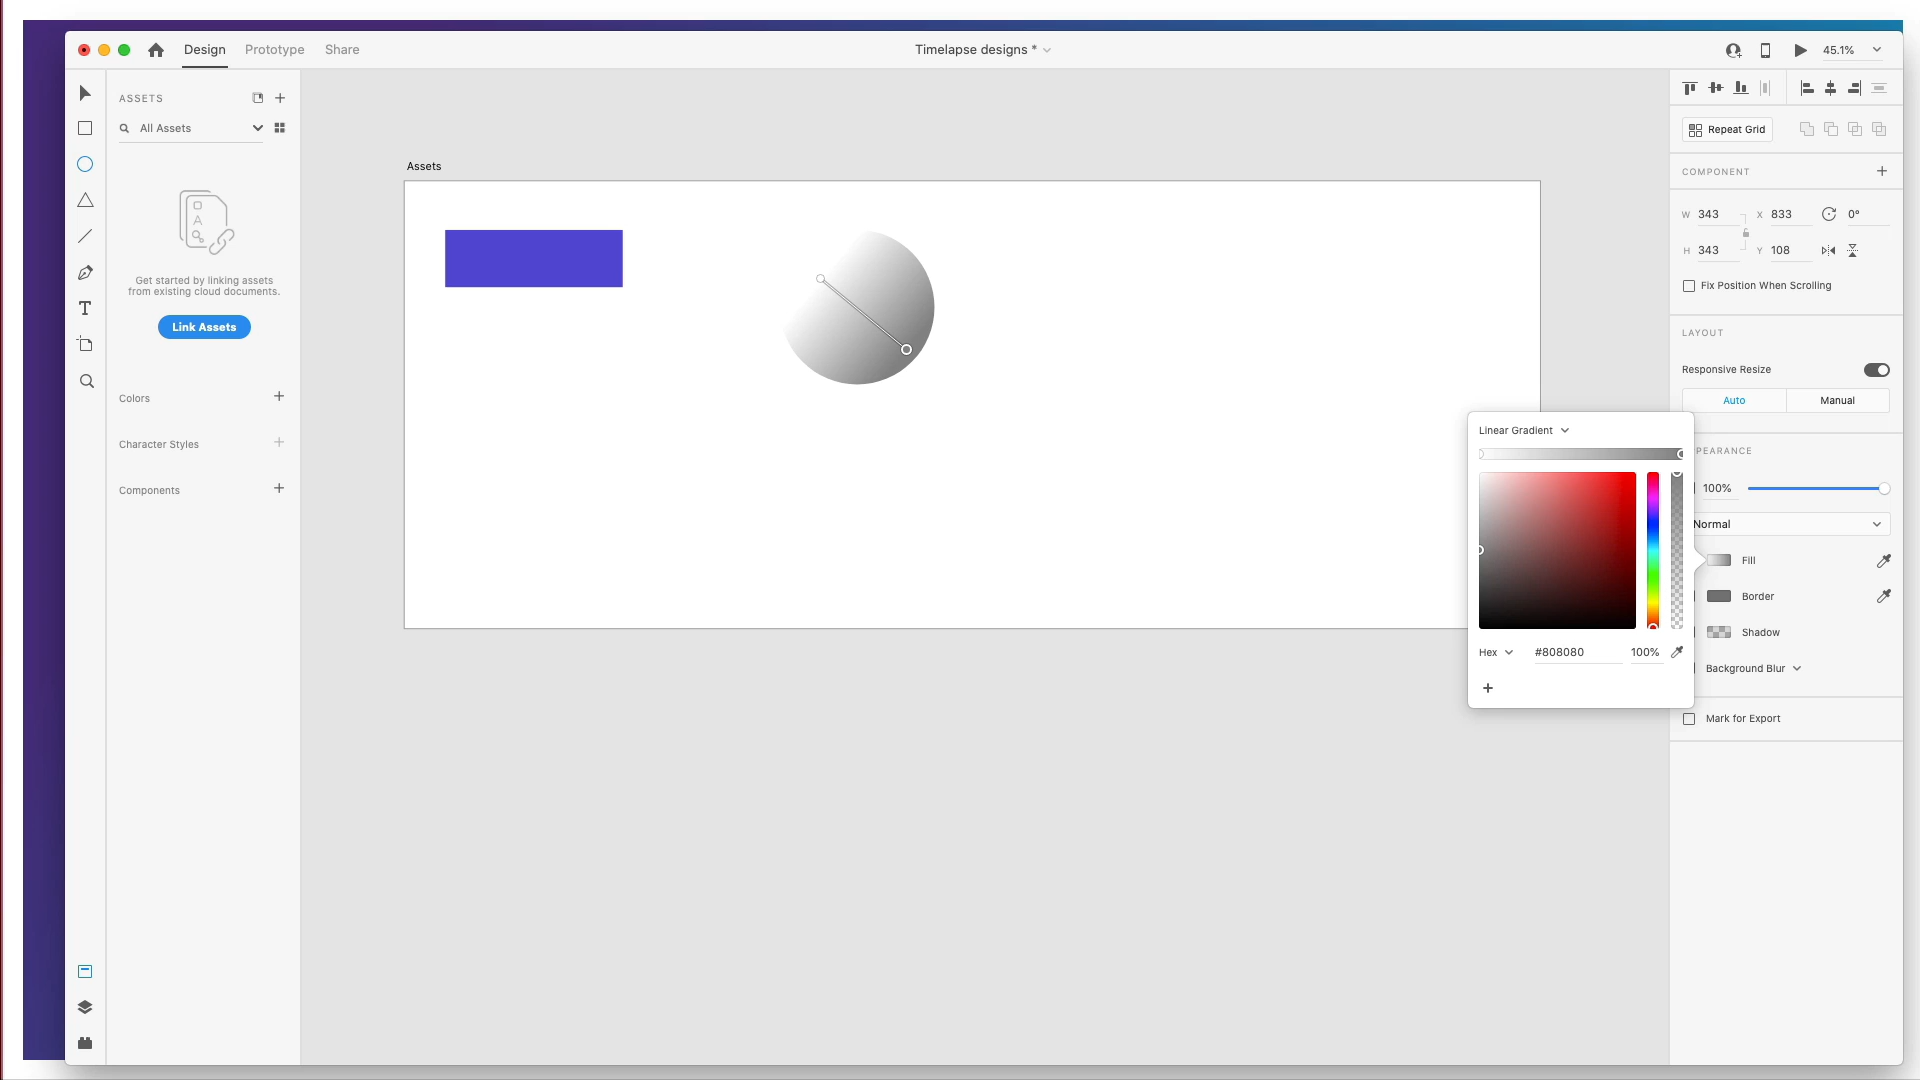 Design Prototype Share
Timelapse designs *
45.1%
ASSETS
All Assets
A
Get started by linking assets
from existing cloud documents.
Link Assets
Colors
Character Styles
Components
T
Assets
Repeat Grid
COMPONENT
W 343 X 833 0°
H 343 Y 108
Fix Position When Scrolling
LAYOUT
Responsive Resize
Auto Manual
Linear Gradient
PEARANCE
100%
Normal
Fill
Border
Shadow
Hex #808080 100%
Background Blur
Mark for Export